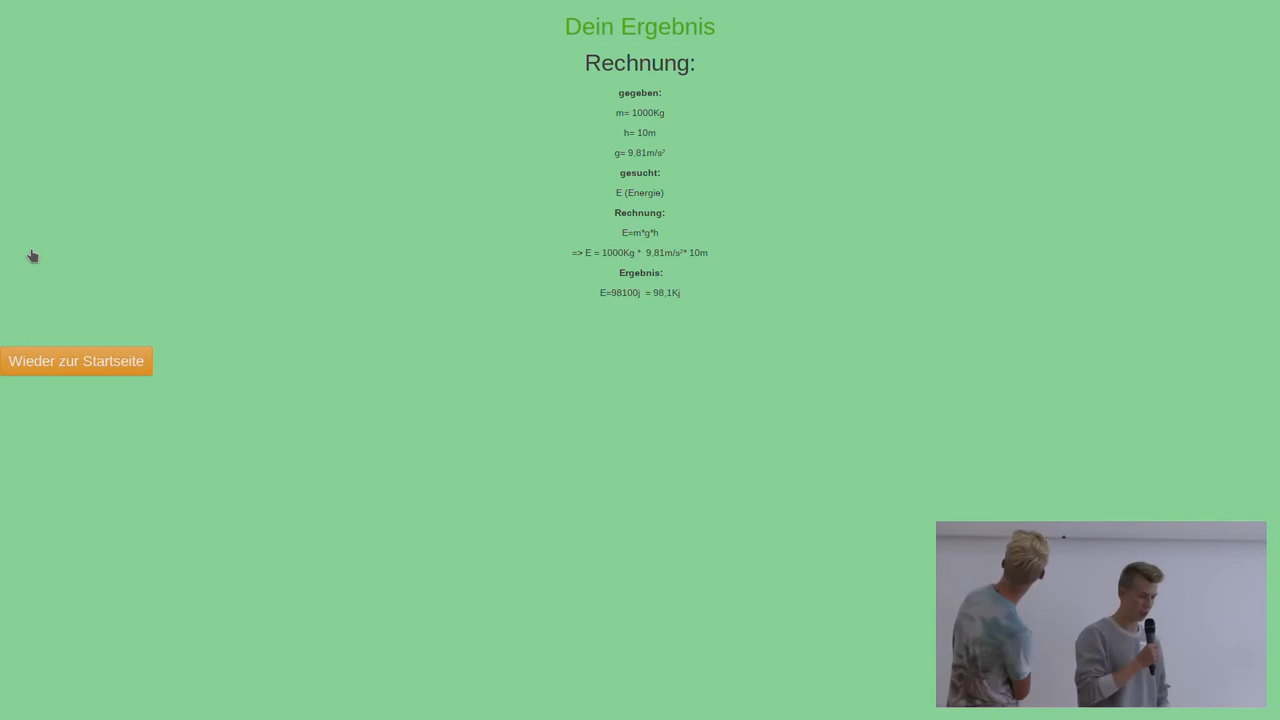 Dein Ergebnis
Rechnung:
gegeben:
m= 1000Kg
h= 10m
g= 9,81m/s²
gesucht:
E (Energie)
Rechnung:
E=m*g*h
=> E = 1000Kg *  9,81m/s²* 10m
Ergebnis:
E=98100j  = 98,1Kj
Wieder zur Startseite